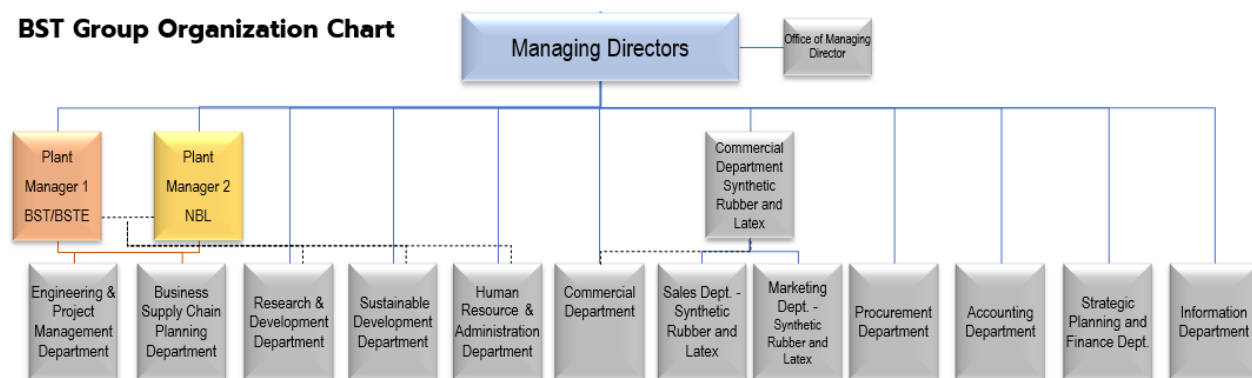 BST Group Organization Chart
Managing Directors
Office of Managing
Director
Plant
Manager 1
BST/BSTE
Plant
Manager 2
NBL
Commercial
Department
Synthetic
Rubber and
Latex
Engineering &
Project
Management
Department
Business
Supply Chain
Planning
Department
Research &
Development
Department
Sustainable
Development
Department
Human
Resource &
Administration
Department
Commercial
Department
Sales Dept. -
Synthetic
Rubber and
Latex
Marketing
Dept. -
Synthetic
Rubber and
Latex
Procurement
Department
Accounting
Department
Strategic
Planning and
Finance Dept.
Information
Department